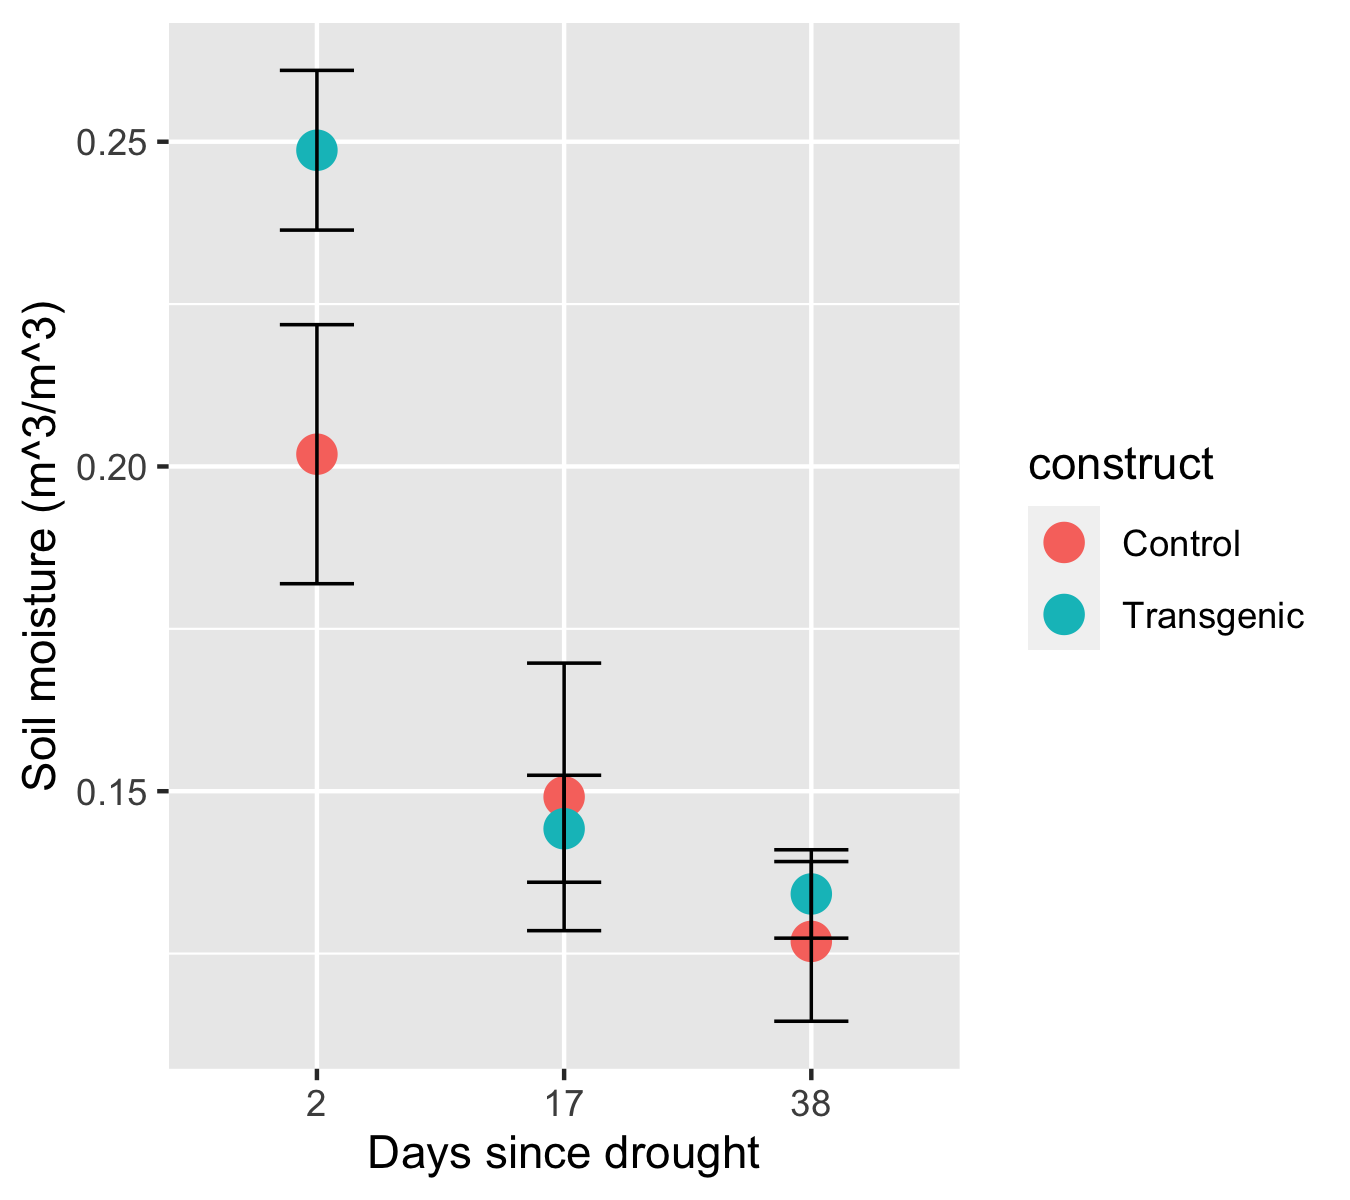 Soil moisture (m^3/m^3)
0.25
0.20
0.15
2
17
38
Days since drought
construct
Control
Transgenic